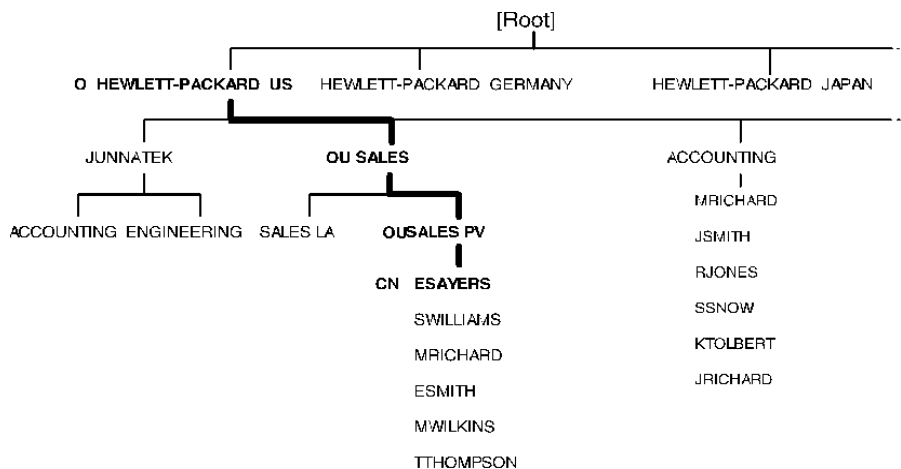 [Root]
O HEWLETT-PACKARD US HEWLETT-PACKARD GERMANY HEWLETT-PACKARD JAPAN
JUNNATEK OU SALES ACCOUNTING
ACCOUNTING ENGINEERING SALES LA OUSALES PV MRICHARD
JSMITH
CN ESAYERS RJONES
SWILLIAMS SSNOW
MRICHARD KTOLBERT
ESMITH JRICHARD
MWILKINS
TTHOMPSON